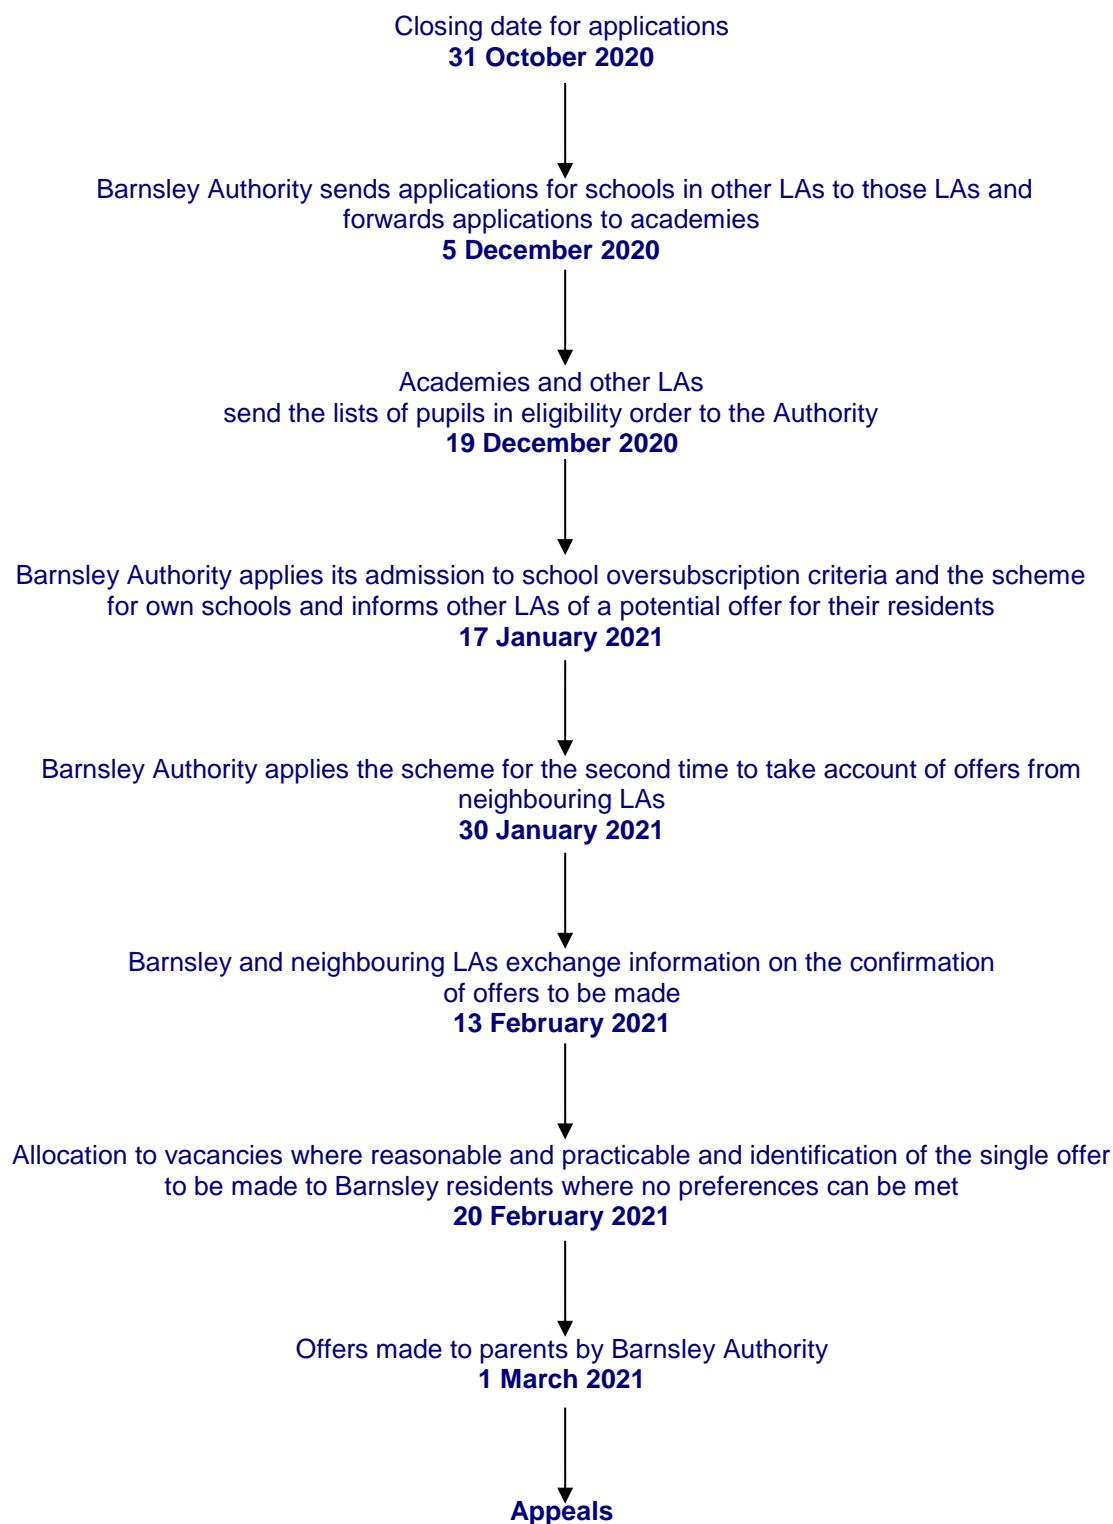 Closing date for applications
31 October 2020
Barnsley Authority sends applications for schools in other LAs to those LAs and
forwards applications to academies
5 December 2020
Academies and other LAs
send the lists of pupils in eligibility order to the Authority
19 December 2020
Barnsley Authority applies its admission to school oversubscription criteria and the scheme
for own schools and informs other LAs of a potential offer for their residents
17 January 2021
Barnsley Authority applies the scheme for the second time to take account of offers from
neighbouring LAs
30 January 2021
Barnsley and neighbouring LAs exchange information on the confirmation
of offers to be made
13 February 2021
Allocation to vacancies where reasonable and practicable and identification of the single offer
to be made to Barnsley residents where no preferences can be met
20 February 2021
Offers made to parents by Barnsley Authority
1 March 2021
Appeals